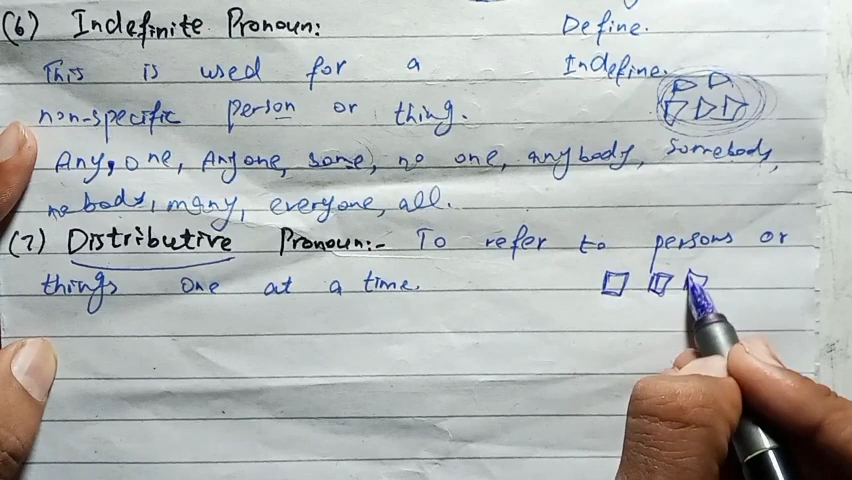 (6) Indefinite Pronoun: Define.
This is used for a Indefine.
non-specific person or thing.
Any, one, Anyone, some, no one, anybody, somebody,
nobody, many, everyone, all.
(7) Distributive Pronoun:- To refer to persons or
things one at a time.